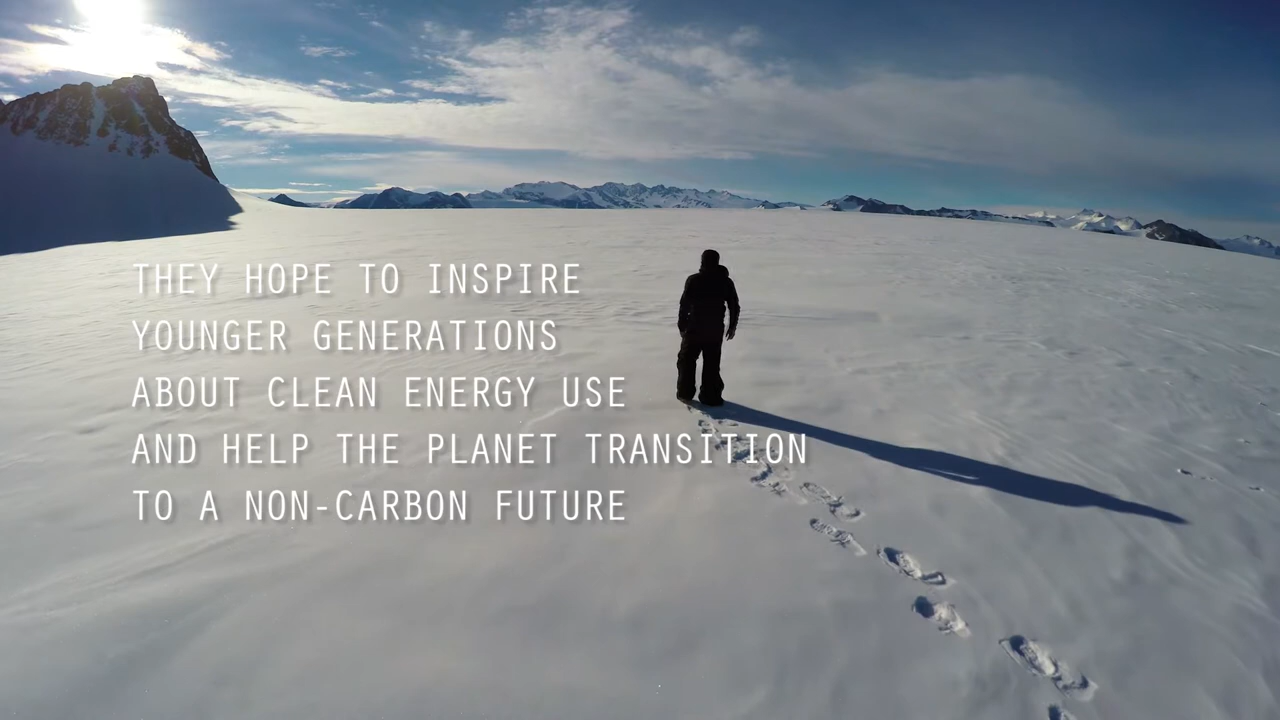 THEY HOPE TO INSPIRE
YOUNGER GENERATIONS
ABOUT CLEAN ENERGY USE
AND HELP THE PLANET TRANSITION
TO A NON-CARBON FUTURE